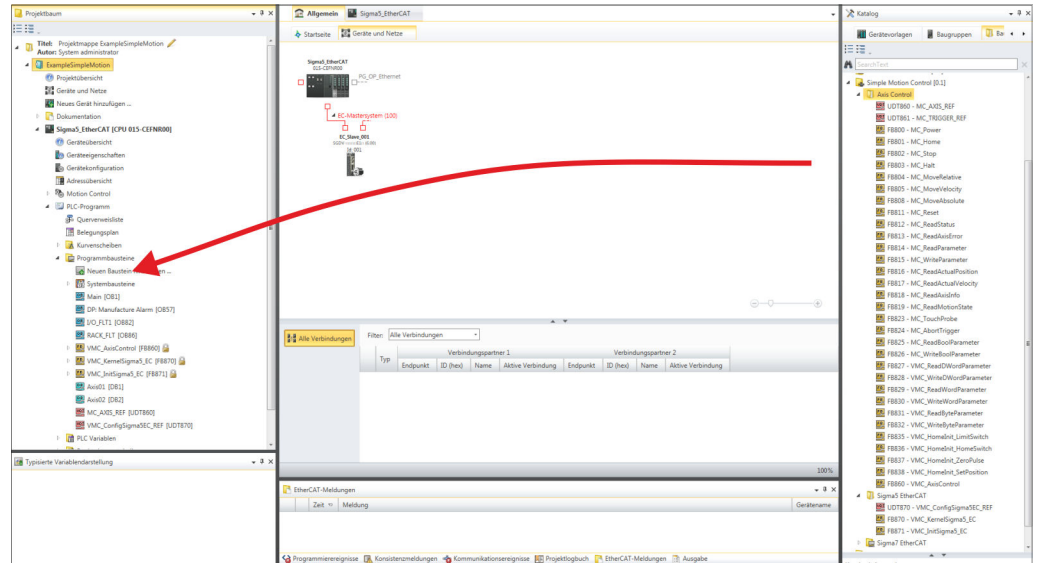 Projektbaum
Titel: Projektmappe ExampleSimpleMotion
Autor: System administrator
ExampleSimpleMotion
Projektübersicht
Geräte und Netze
Neues Gerät hinzufügen ...
Dokumentation
Sigma5_EtherCAT [CPU 015-CEFNR00]
Geräteübersicht
Geräteeigenschaften
Gerätekonfiguration
Adressübersicht
Motion Control
PLC-Programm
Querverweisliste
Belegungsplan
Kurvenscheiben
Programmbausteine
Neuen Baustein
Systembausteine
Main [OB1]
DP: Manufacture Alarm [OB57]
I/O_FLT1 [OB82]
RACK_FLT [OB86]
VMC_AxisControl [FB860]
VMC_KernelSigma5_EC [FB870]
VMC_InitSigma5_EC [FB871]
Axis01 [DB1]
Axis02 [DB2]
MC_AXIS_REF [UDT860]
VMC_ConfigSigma5EC_REF [UDT870]
PLC Variablen
Typisierte Variablendarstellung
Allgemein Sigma5_EtherCAT
Startseite Geräte und Netze
Sigma5_EtherCAT
015-CEFNR00
PG_OP_Ethernet
EC-Mastersystem (100)
EC_Slave_001
Alle Verbindungen
Filter: Alle Verbindungen
Typ
Verbindungspartner 1 Verbindungspartner 2
Endpunkt ID (hex) Name Aktive Verbindung Endpunkt ID (hex) Name Aktive Verbindung
100%
EtherCAT-Meldungen
Zeit Meldung Gerätename
Programmierereignisse Konsistenzmeldungen Kommunikationsereignisse Projektlogbuch EtherCAT-Meldungen Ausgabe
Katalog
Gerätevorlagen Baugruppen Ba
SearchText
Simple Motion Control [0.1]
Axis Control
UDT860 - MC_AXIS_REF
UDT861 - MC_TRIGGER_REF
FB800 - MC_Power
FB801 - MC_Home
FB802 - MC_Stop
FB803 - MC_Halt
FB804 - MC_MoveRelative
FB805 - MC_MoveVelocity
FB808 - MC_MoveAbsolute
FB811 - MC_Reset
FB812 - MC_ReadStatus
FB813 - MC_ReadAxisError
FB814 - MC_ReadParameter
FB815 - MC_WriteParameter
FB816 - MC_ReadActualPosition
FB817 - MC_ReadActualVelocity
FB818 - MC_ReadAxisInfo
FB819 - MC_ReadMotionState
FB823 - MC_TouchProbe
FB824 - MC_AbortTrigger
FB825 - MC_ReadBoolParameter
FB826 - MC_WriteBoolParameter
FB827 - VMC_ReadDWordParameter
FB828 - VMC_WriteDWordParameter
FB829 - VMC_ReadWordParameter
FB830 - VMC_WriteWordParameter
FB831 - VMC_ReadByteParameter
FB832 - VMC_WriteByteParameter
FB835 - VMC_HomeInit_LimitSwitch
FB836 - VMC_HomeInit_HomeSwitch
FB837 - VMC_HomeInit_ZeroPulse
FB838 - VMC_HomeInit_SetPosition
FB860 - VMC_AxisControl
Sigma5 EtherCAT
UDT870 - VMC_ConfigSigma5EC_REF
FB870 - VMC_KernelSigma5_EC
FB871 - VMC_InitSigma5_EC
Sigma7 EtherCAT